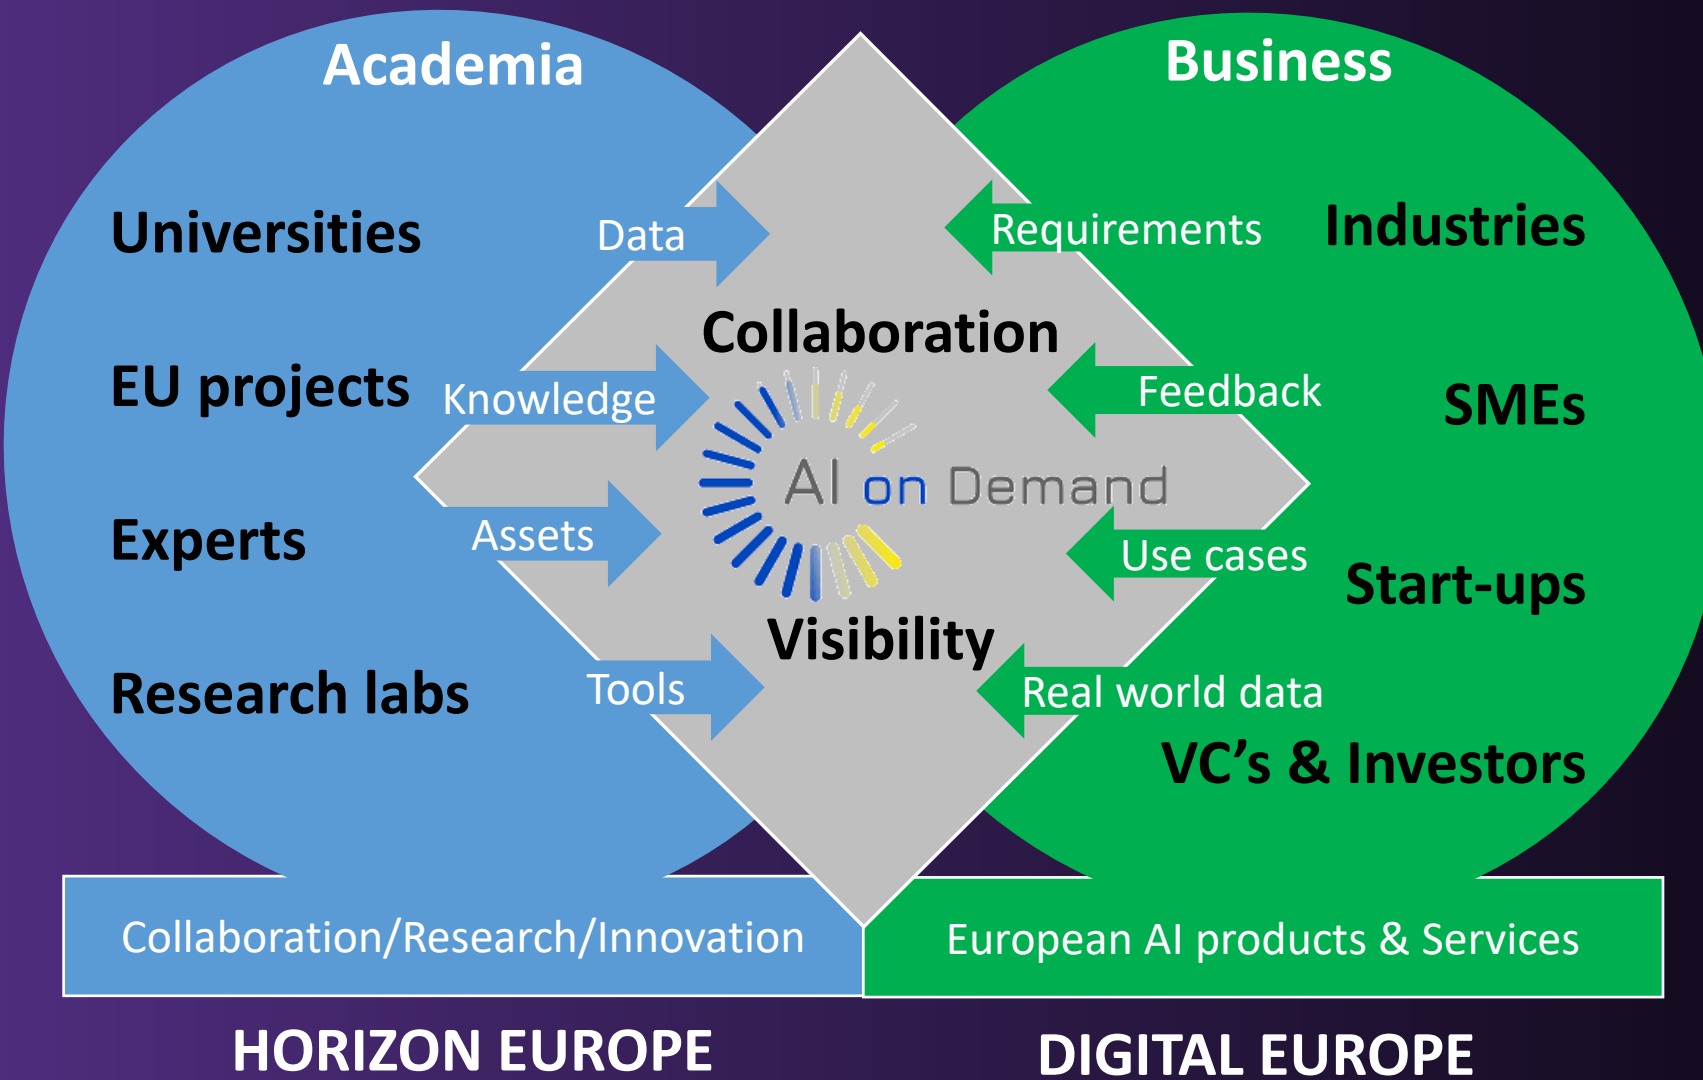 Academia
Business
Universities
Data
Requirements
Industries
Collaboration
EU projects
Knowledge
Feedback
SMEs
AI on Demand
Experts
Assets
Use cases
Start-ups
Visibility
Research labs
Tools
Real world data
VC’s & Investors
Collaboration/Research/Innovation
European AI products & Services
HORIZON EUROPE
DIGITAL EUROPE